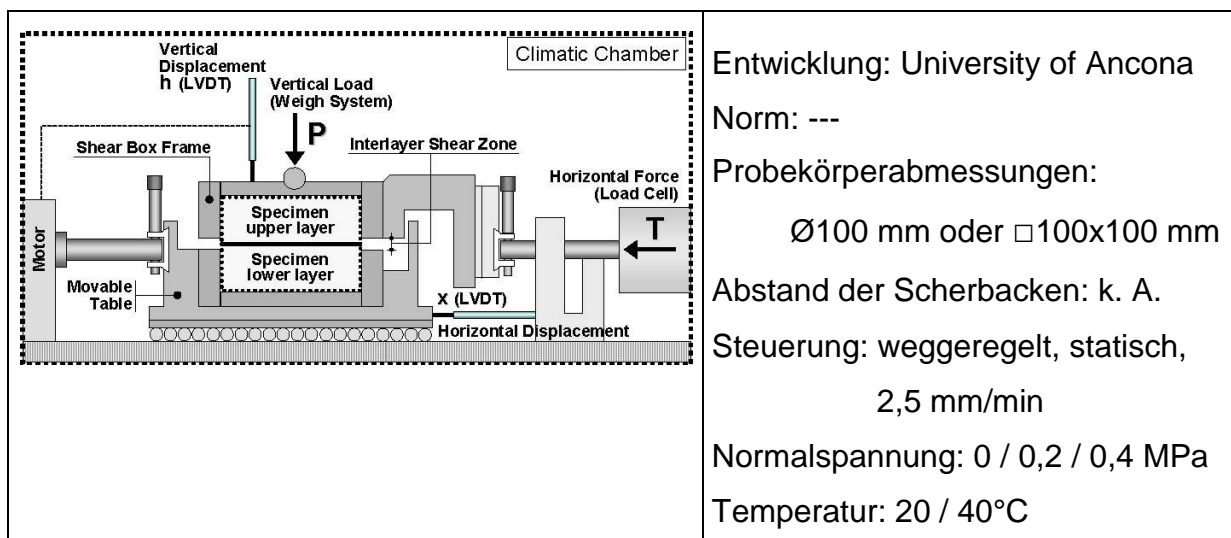 Climatic Chamber
Vertical
Displacement
h (LVDT)
Vertical Load
(Weigh System)
P
Shear Box Frame
Interlayer Shear Zone
Horizontal Force
(Load Cell)
T
Motor
Specimen
upper layer
Specimen
lower layer
Movable
Table
x (LVDT)
Horizontal Displacement
Entwicklung: University of Ancona
Norm: ---
Probekörperabmessungen:
Ø100 mm oder □100x100 mm
Abstand der Scherbacken: k. A.
Steuerung: weggeregelt, statisch,
2,5 mm/min
Normalspannung: 0 / 0,2 / 0,4 MPa
Temperatur: 20 / 40°C